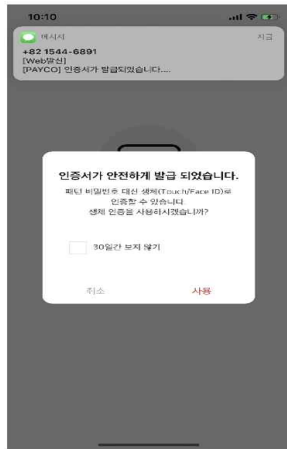 10:10
메시지
지금
+82 1544-6891
[Web발신]
[PAYCO] 인증서가 발급되었습니다....
인증서가 안전하게 발급 되었습니다.
패턴 비밀번호 대신 생체(Touch/Face ID)로
인증할 수 있습니다.
생체 인증을 사용하시겠습니까?
30일간 보지 않기
취소
사용